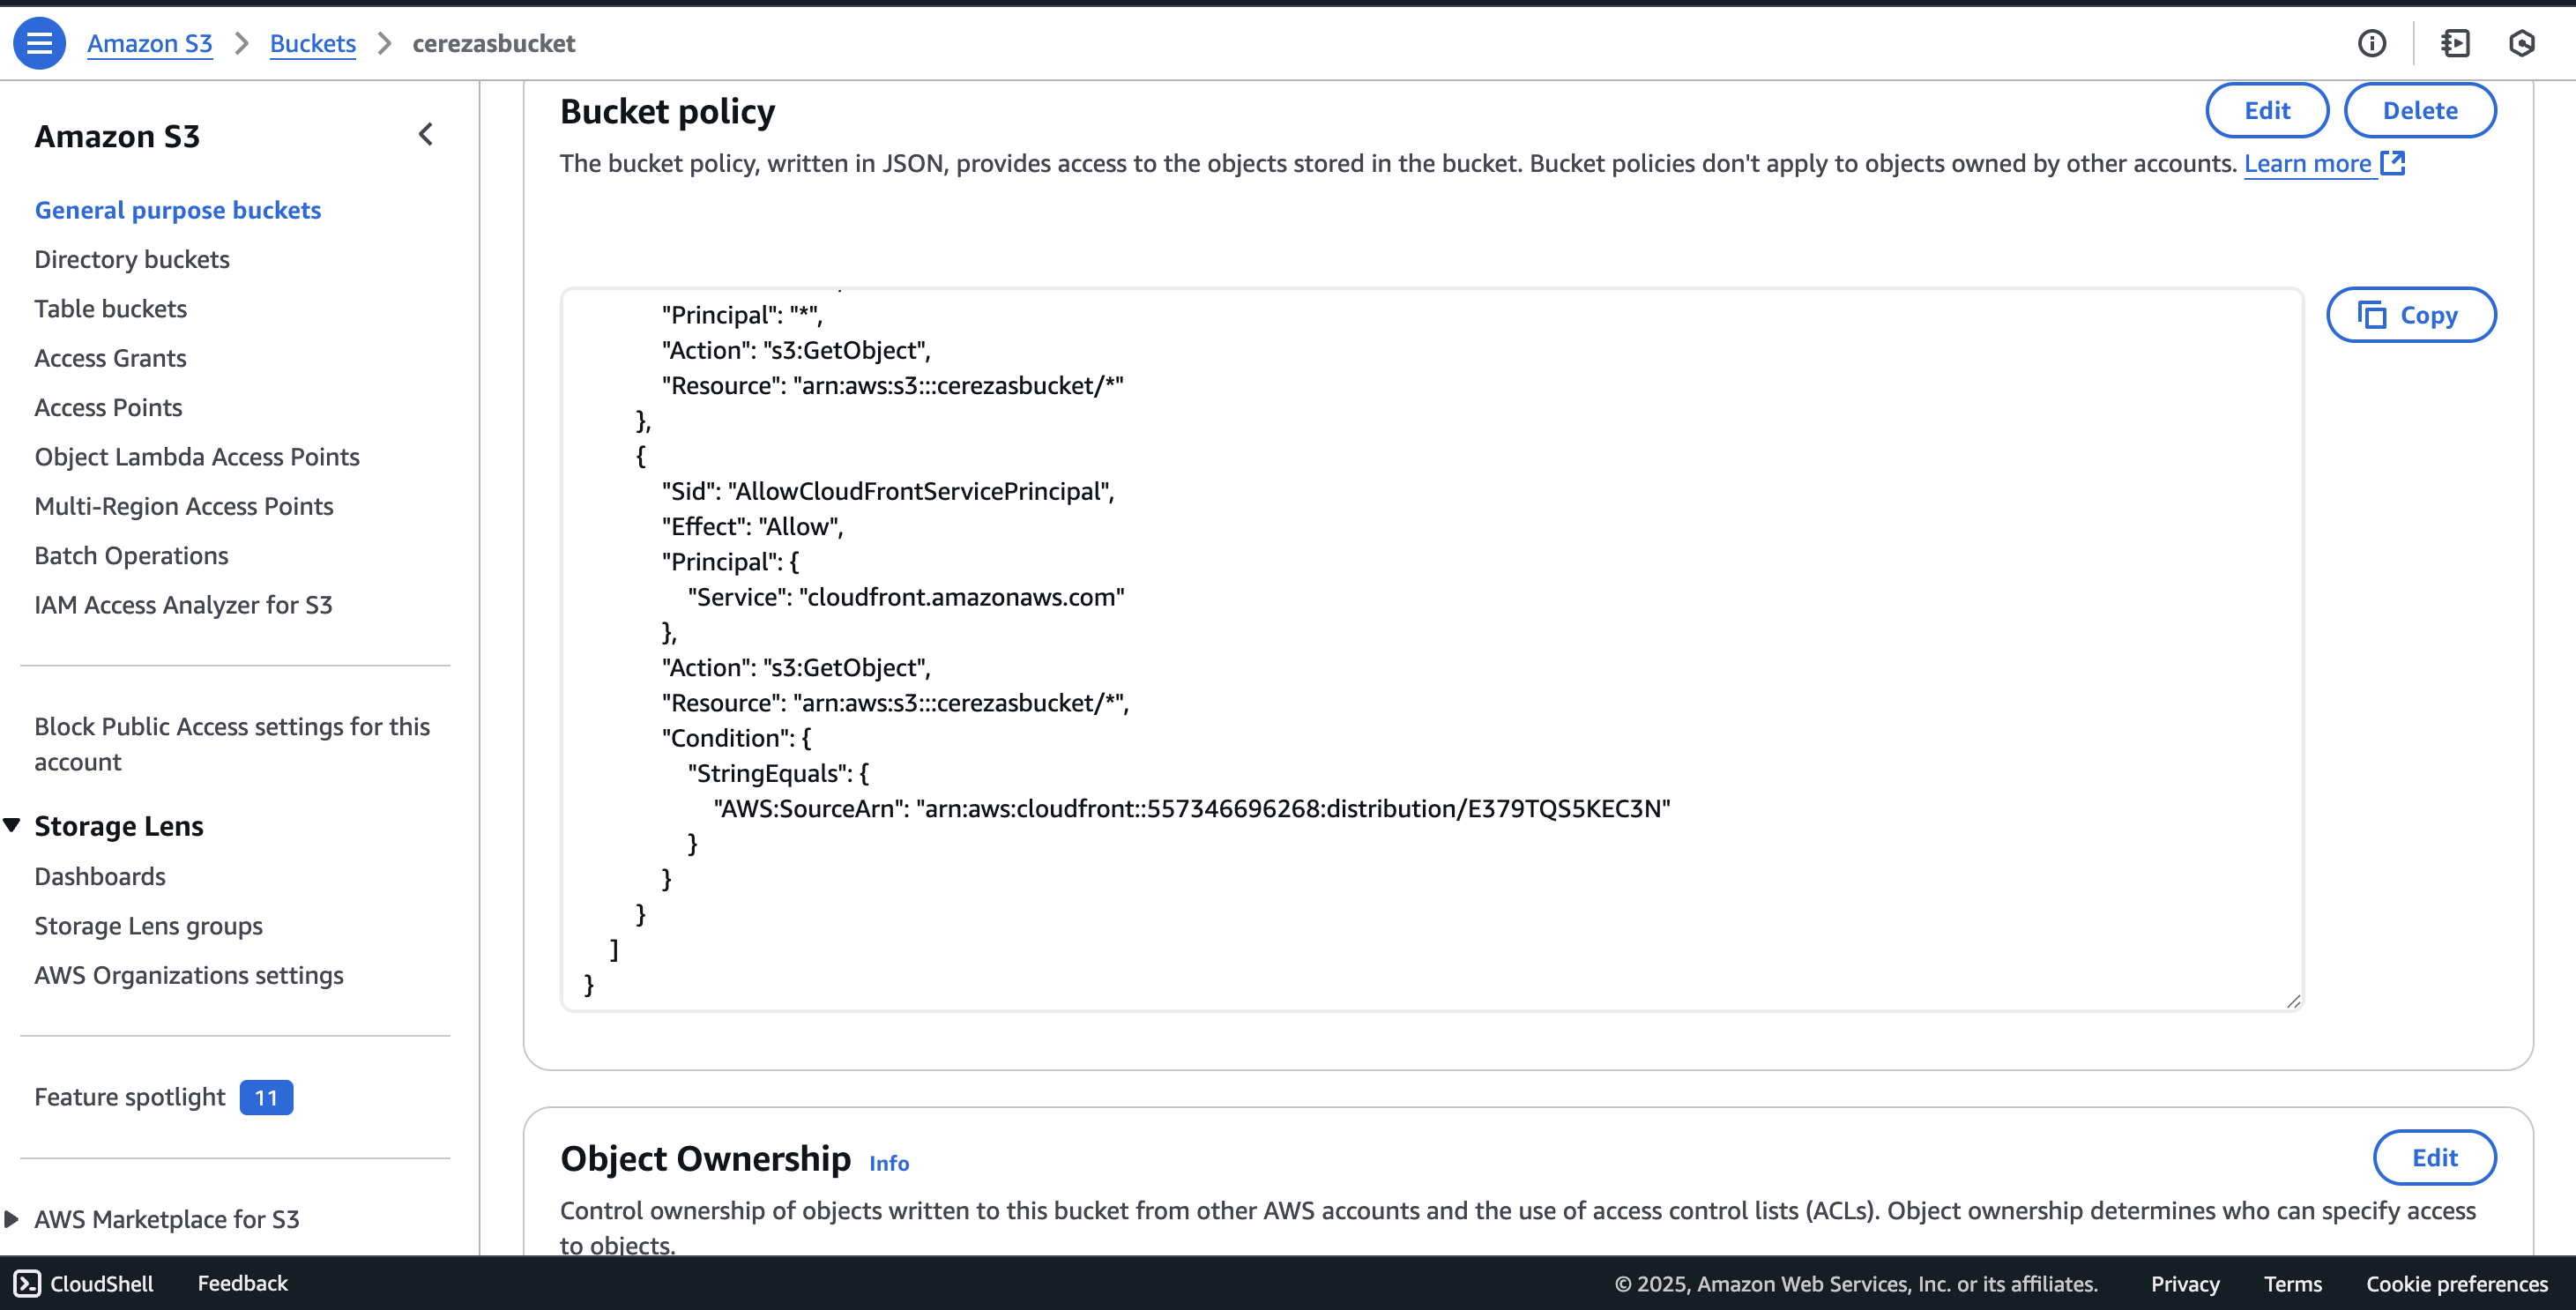 Amazon S3 > Buckets > cerezasbucket
Amazon S3
General purpose buckets
Directory buckets
Table buckets
Access Grants
Access Points
Object Lambda Access Points
Multi-Region Access Points
Batch Operations
IAM Access Analyzer for S3
Block Public Access settings for this
account
Storage Lens
Dashboards
Storage Lens groups
AWS Organizations settings
Feature spotlight 11
AWS Marketplace for S3
Bucket policy
Edit Delete
The bucket policy, written in JSON, provides access to the objects stored in the bucket. Bucket policies don't apply to objects owned by other accounts. Learn more
Copy
"Principal": "*",
"Action": "s3:GetObject",
"Resource": "arn:aws:s3:::cerezasbucket/*"
},
{
"Sid": "AllowCloudFrontServicePrincipal",
"Effect": "Allow",
"Principal": {
"Service": "cloudfront.amazonaws.com"
},
"Action": "s3:GetObject",
"Resource": "arn:aws:s3:::cerezasbucket/*",
"Condition": {
"StringEquals": {
"AWS:SourceArn": "arn:aws:cloudfront::557346696268:distribution/E379TQS5KEC3N"
}
}
}
]
}
Object Ownership Info
Edit
Control ownership of objects written to this bucket from other AWS accounts and the use of access control lists (ACLs). Object ownership determines who can specify access
to objects.
CloudShell Feedback © 2025, Amazon Web Services, Inc. or its affiliates. Privacy Terms Cookie preferences